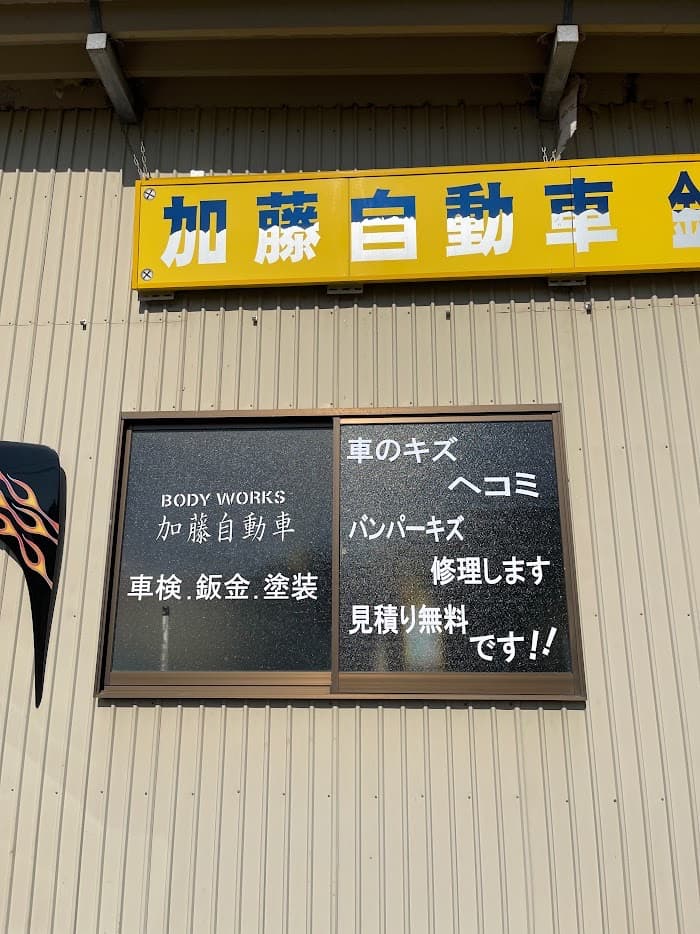 加藤自動車
BODY WORKS
加藤自動車
車検.鈑金.塗装
車のキズ
ヘコミ
バンパーキズ
修理します
見積り無料
です!!